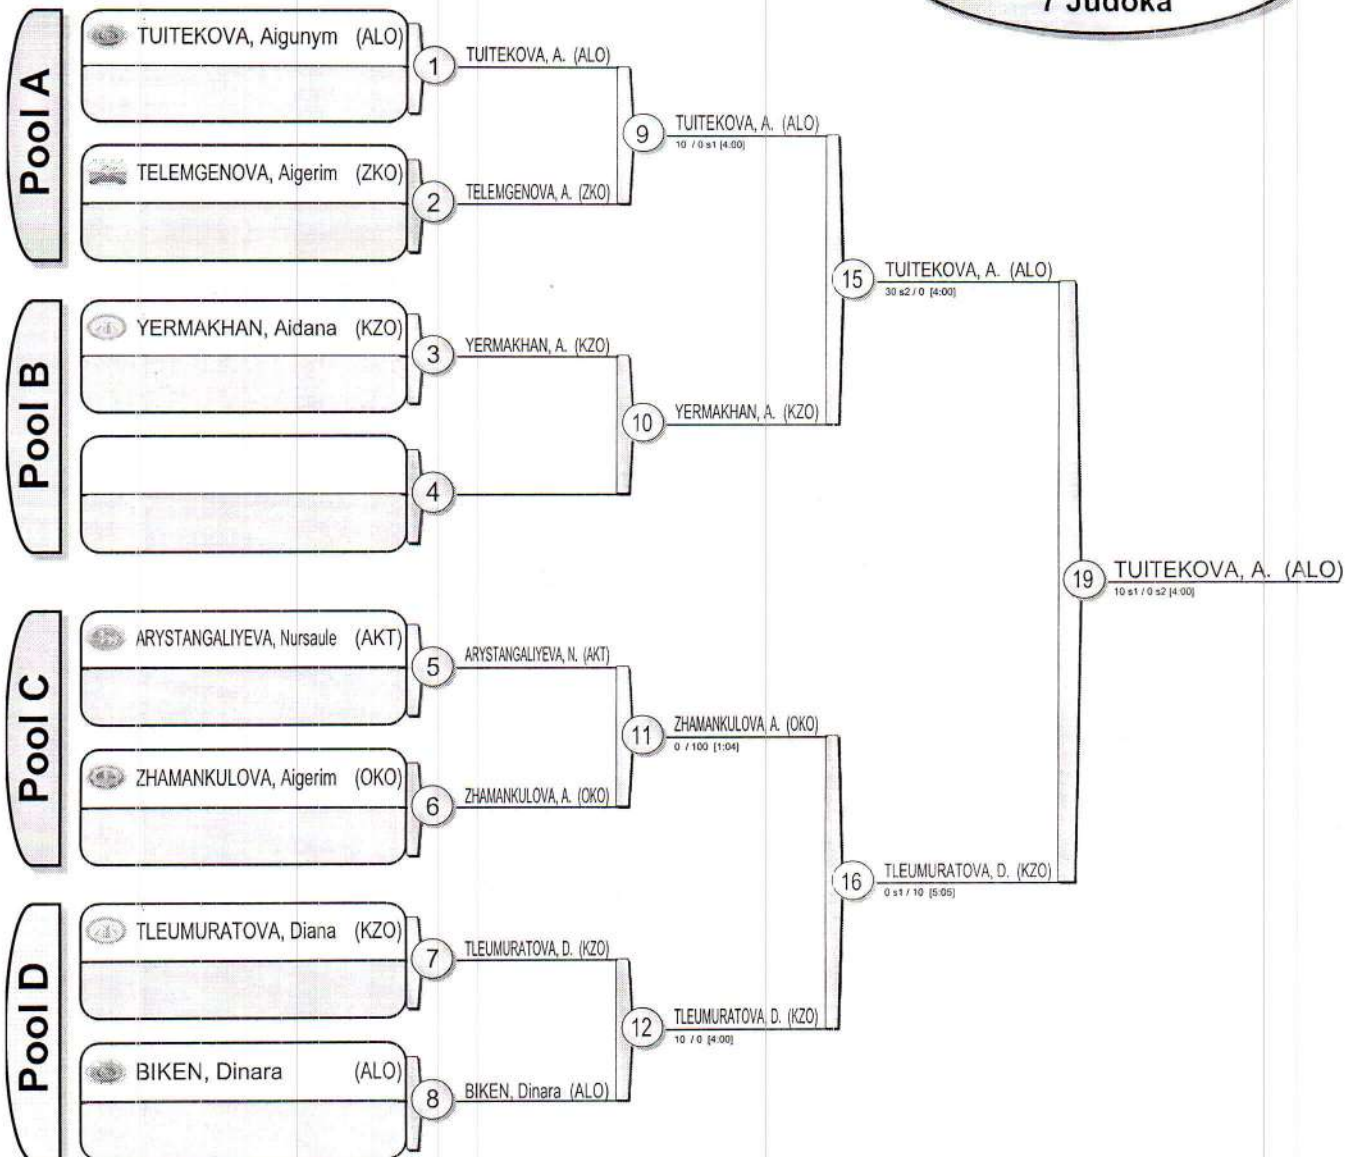 7 Judoka
Pool A
TUITEKOVA, Aigunym (ALO)
1
TUITEKOVA, A. (ALO)
9
TUITEKOVA, A. (ALO)
10 / 0 s1 [4:00]
TELEMGENOVA, Aigerim (ZKO)
2
TELEMGENOVA, A. (ZKO)
15
TUITEKOVA, A. (ALO)
30 s2 / 0 [4:00]
Pool B
YERMAKHAN, Aidana (KZO)
3
YERMAKHAN, A. (KZO)
10
YERMAKHAN, A. (KZO)
4
19
TUITEKOVA, A. (ALO)
10 s1 / 0 s2 [4:00]
Pool C
ARYSTANGALIYEVA, Nursaule (AKT)
5
ARYSTANGALIYEVA, N. (AKT)
11
ZHAMANKULOVA, A. (OKO)
0 / 100 [1:04]
ZHAMANKULOVA, Aigerim (OKO)
6
ZHAMANKULOVA, A. (OKO)
16
TLEUMURATOVA, D. (KZO)
0 s1 / 10 [5:05]
Pool D
TLEUMURATOVA, Diana (KZO)
7
TLEUMURATOVA, D. (KZO)
12
TLEUMURATOVA, D. (KZO)
10 / 0 [4:00]
BIKEN, Dinara (ALO)
8
BIKEN, Dinara (ALO)